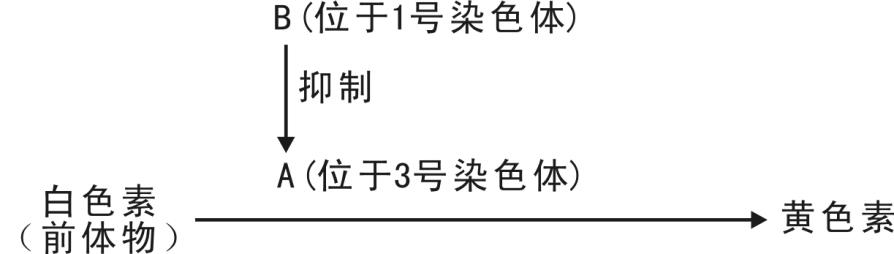 B(位于1号染色体)
抑制
A(位于3号染色体)
白色素
(前体物)
黄色素